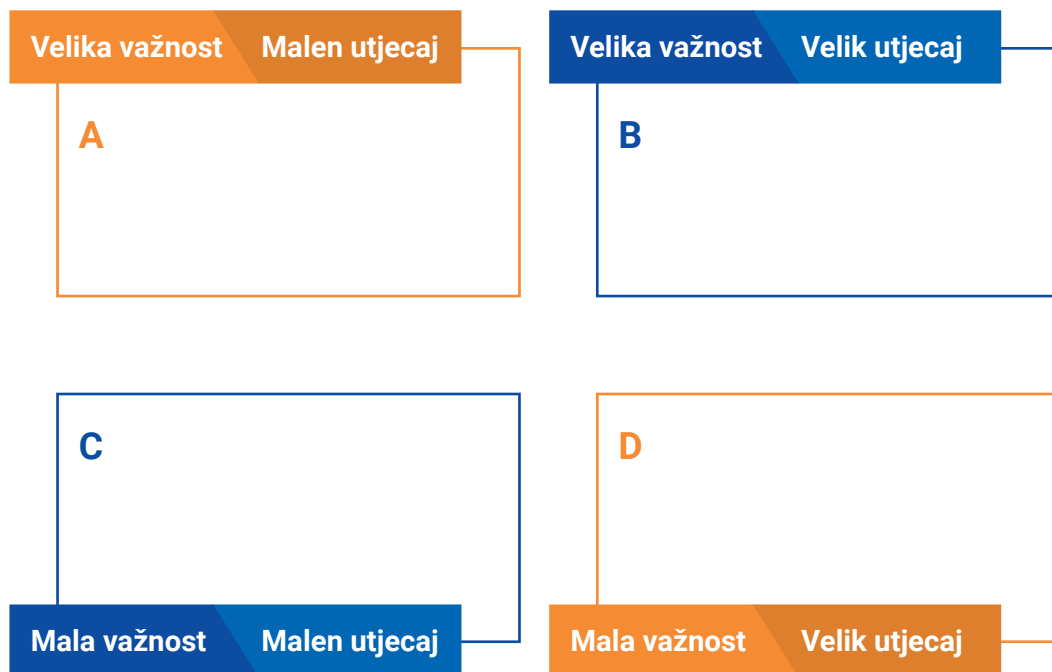 Velika važnost Malen utjecaj
A
Velika važnost Velik utjecaj
B
C
Mala važnost Malen utjecaj
D
Mala važnost Velik utjecaj